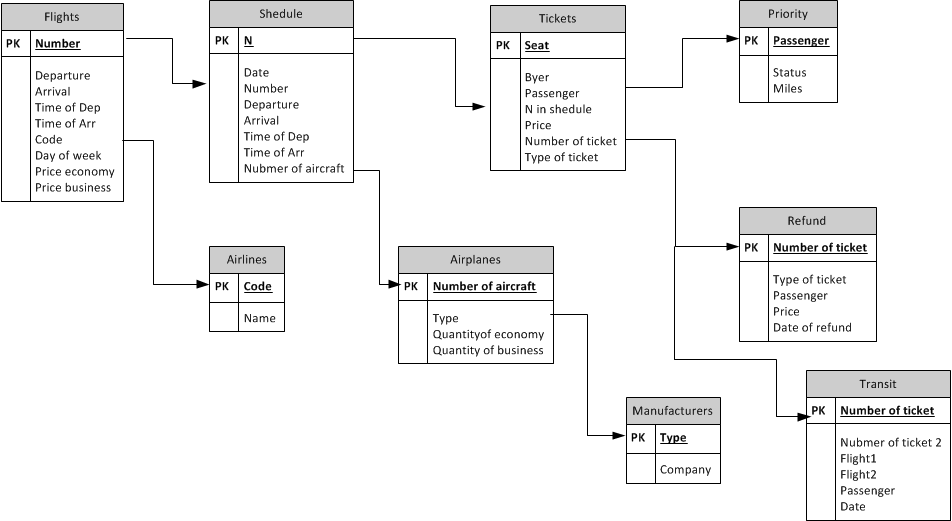 Flights
PK Number
Departure
Arrival
Time of Dep
Time of Arr
Code
Day of week
Price economy
Price business
Shedule
PK N
Date
Number
Departure
Arrival
Time of Dep
Time of Arr
Nubmer of aircraft
Tickets
PK Seat
Byer
Passenger
N in shedule
Price
Number of ticket
Type of ticket
Priority
PK Passenger
Status
Miles
Refund
PK Number of ticket
Type of ticket
Passenger
Price
Date of refund
Airlines
PK Code
Name
Airplanes
PK Number of aircraft
Type
Quantityof economy
Quantity of business
Manufacturers
PK Type
Company
Transit
PK Number of ticket
Nubmer of ticket 2
Flight1
Flight2
Passenger
Date